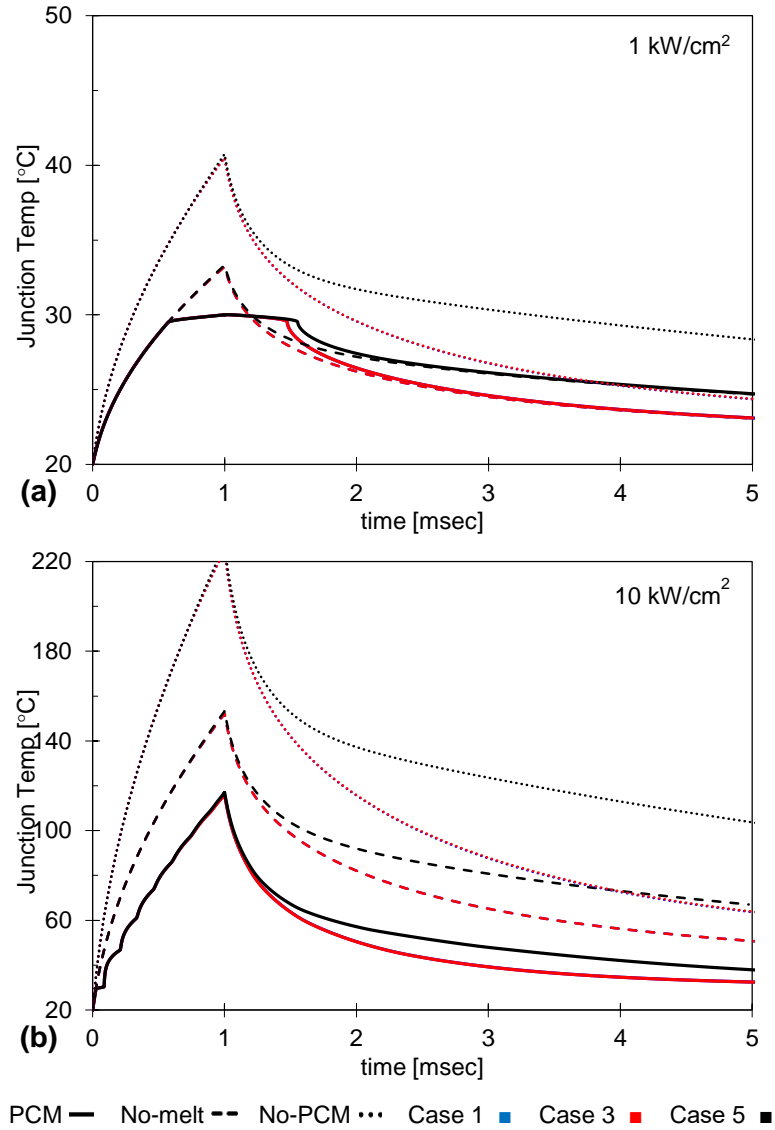 50
1 kW/cm²
40
30
20
Junction Temp [°C]
0 1 2 3 4 5
(a)
time [msec]
220
10 kW/cm²
180
140
100
60
20
Junction Temp [°C]
0 1 2 3 4 5
(b)
time [msec]
PCM No-melt No-PCM Case 1 Case 3 Case 5